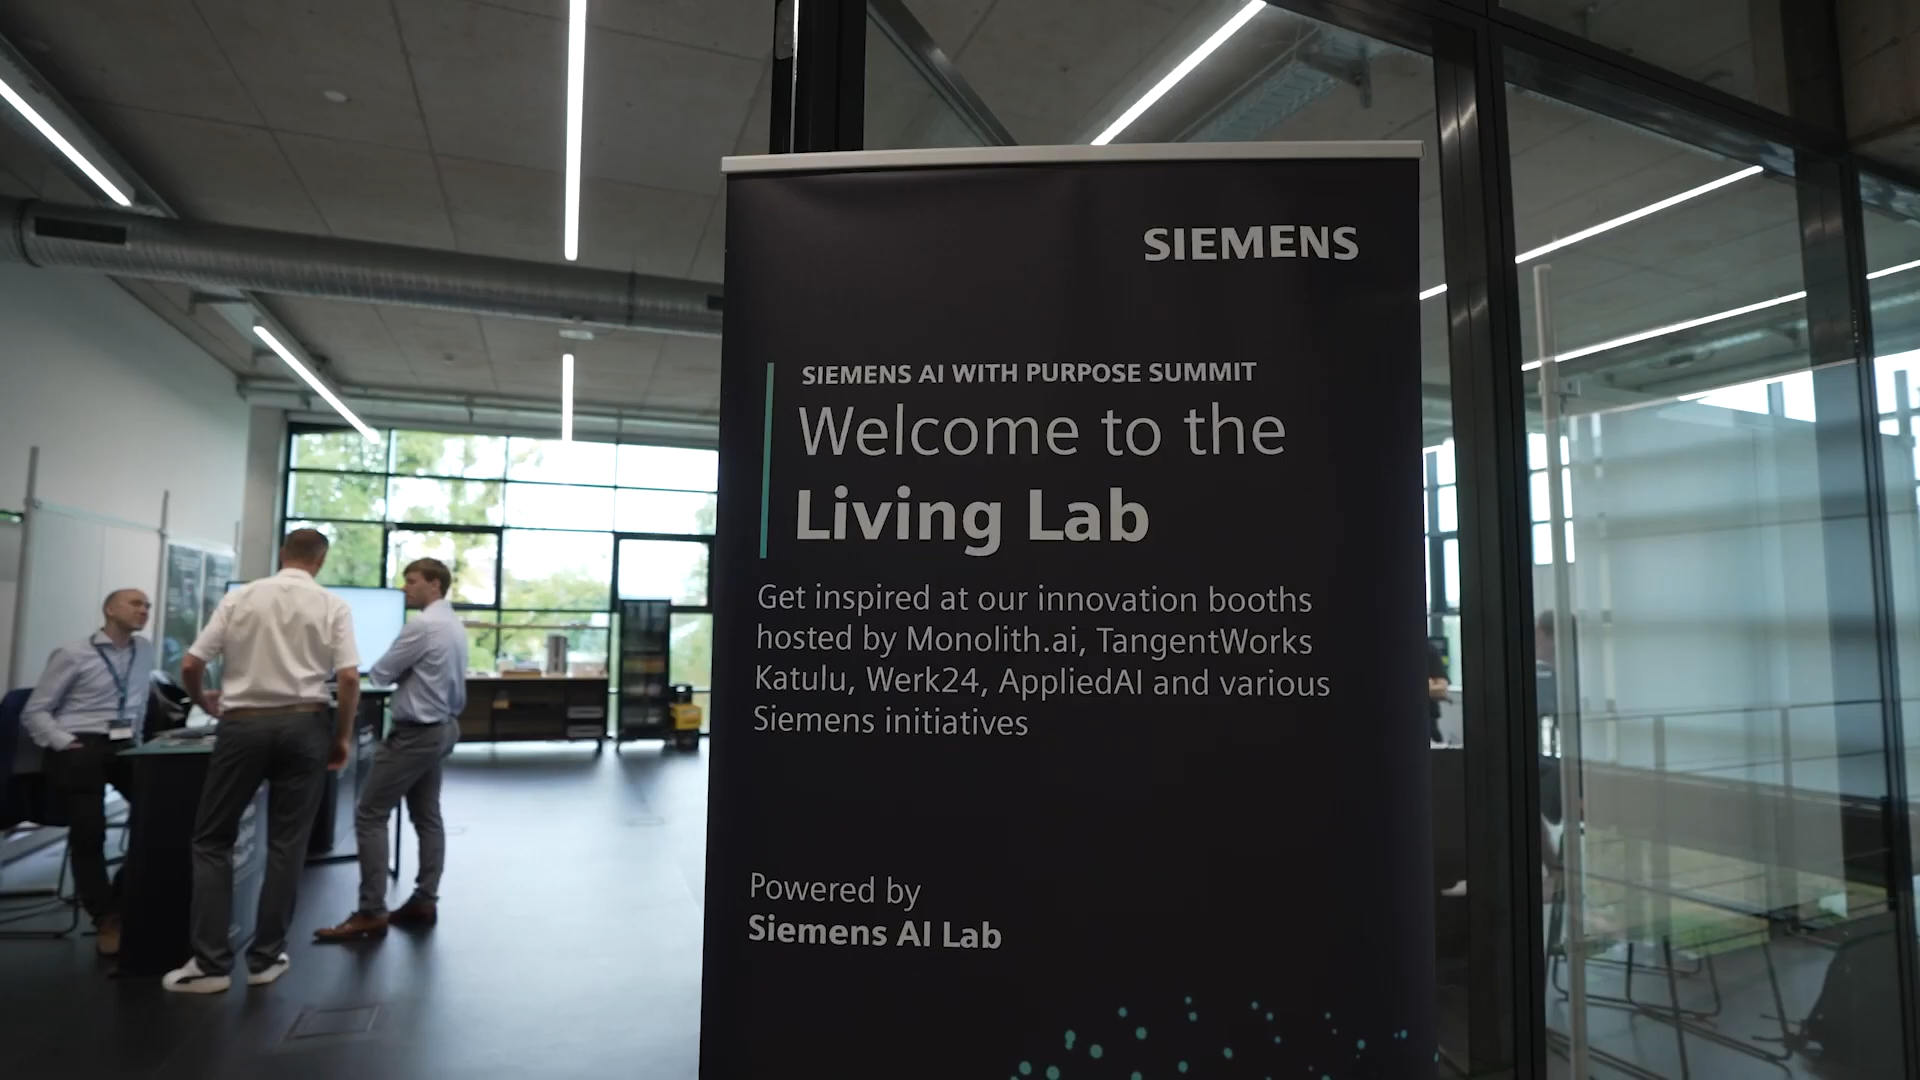 SIEMENS
SIEMENS AI WITH PURPOSE SUMMIT
Welcome to the
Living Lab
Get inspired at our innovation booths
hosted by Monolith.ai, TangentWorks
Katulu, Werk24, AppliedAI and various
Siemens initiatives
Powered by
Siemens AI Lab